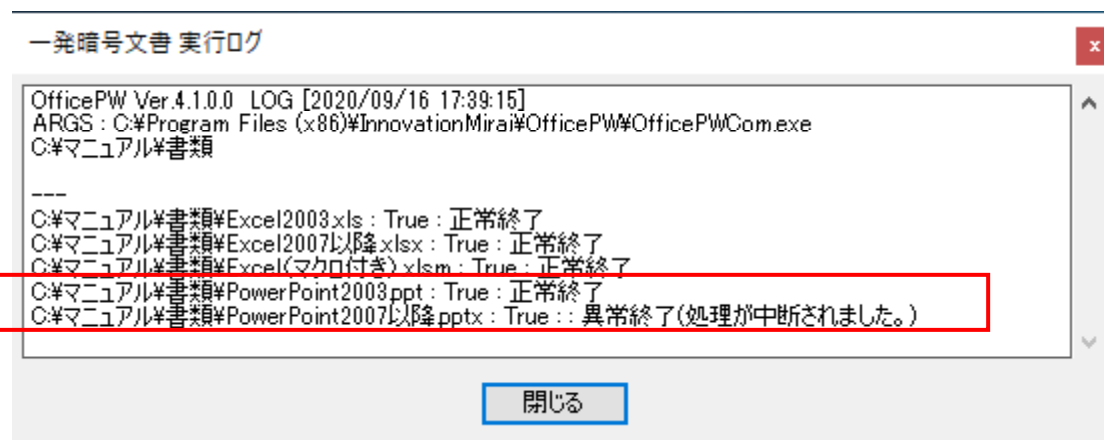 一発暗号文書 実行ログ
x
OfficePW Ver.4.1.0.0 LOG [2020/09/16 17:39:15]
ARGS : C:¥Program Files (x86)¥InnovationMirai¥OfficePW¥OfficePWCom.exe
C:¥マニュアル¥書類
---
C:¥マニュアル¥書類¥Excel2003.xls : True : 正常終了
C:¥マニュアル¥書類¥Excel2007以降.xlsx : True : 正常終了
C:¥マニュアル¥書類¥Excel(マクロ付き).xlsm : True : 正常終了
C:¥マニュアル¥書類¥PowerPoint2003.ppt : True : 正常終了
C:¥マニュアル¥書類¥PowerPoint2007以降.pptx : True : : 異常終了(処理が中断されました。)
閉じる